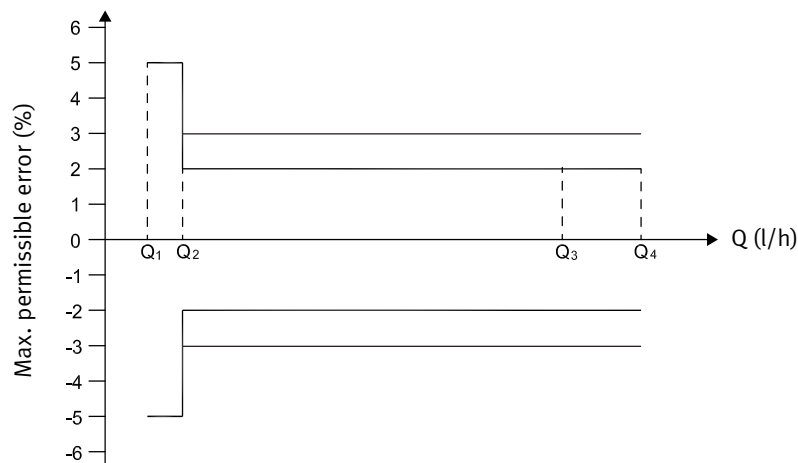 6
5
4
3
2
1
0
-1
-2
-3
-4
-5
-6
Max. permissible error (%)
Q₁
Q₂
Q₃
Q₄
Q (l/h)